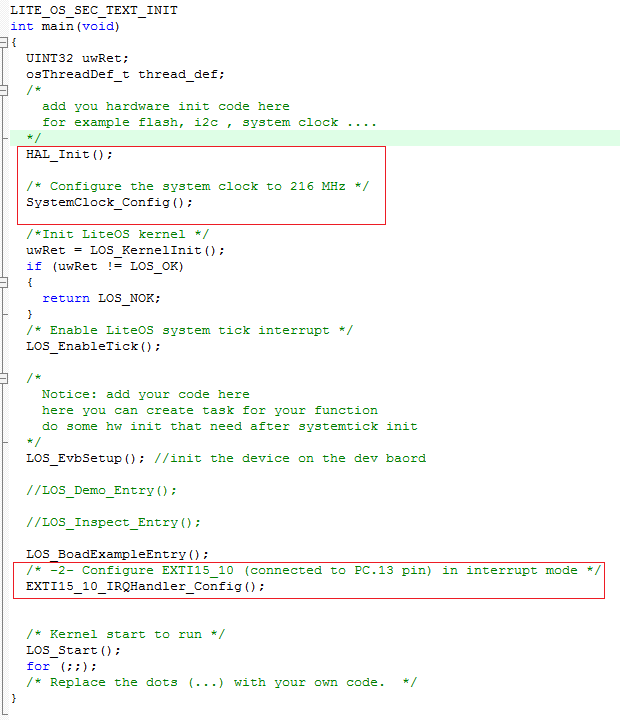 LITE_OS_SEC_TEXT_INIT
int main(void)
{
UINT32 uwRet;
osThreadDef_t thread_def;
/*
add you hardware init code here
for example flash, i2c , system clock ....
*/
HAL_Init();
/* Configure the system clock to 216 MHz */
SystemClock_Config();
/*Init LiteOS kernel */
uwRet = LOS_KernelInit();
if (uwRet != LOS_OK)
{
return LOS_NOK;
}
/* Enable LiteOS system tick interrupt */
LOS_EnableTick();
/*
Notice: add your code here
here you can create task for your function
do some hw init that need after systemtick init
*/
LOS_EvbSetup(); //init the device on the dev baord
//LOS_Demo_Entry();
//LOS_Inspect_Entry();
LOS_BoadExampleEntry();
/* -2- Configure EXTI15_10 (connected to PC.13 pin) in interrupt mode */
EXTI15_10_IRQHandler_Config();
/* Kernel start to run */
LOS_Start();
for (;;);
/* Replace the dots (...) with your own code.  */
}